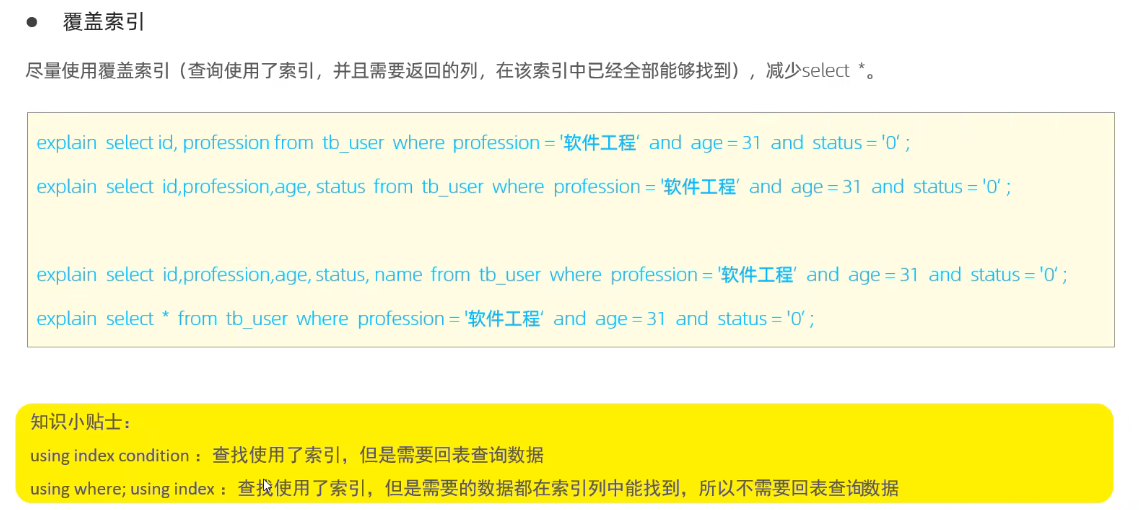 ● 覆盖索引
尽量使用覆盖索引（查询使用了索引，并且需要返回的列，在该索引中已经全部能够找到），减少select *。
explain select id, profession from tb_user where profession = '软件工程‘ and age = 31 and status = '0‘ ;
explain select id,profession,age, status from tb_user where profession = '软件工程’ and age = 31 and status = '0‘ ;
explain select id,profession,age, status, name from tb_user where profession = '软件工程’ and age = 31 and status = '0‘ ;
explain select * from tb_user where profession = '软件工程‘ and age = 31 and status = '0’ ;
知识小贴士：
using index condition ：查找使用了索引，但是需要回表查询数据
using where; using index ：查找使用了索引，但是需要的数据都在索引列中能找到，所以不需要回表查询数据